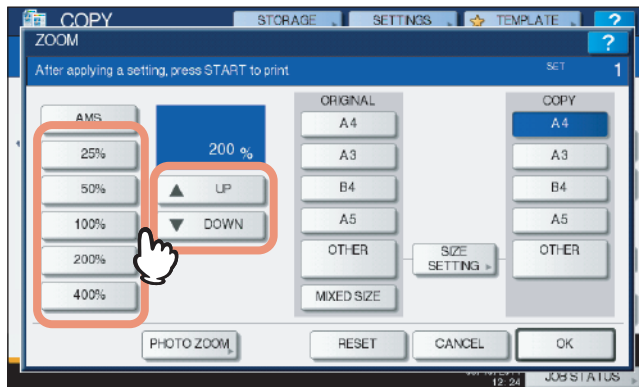 COPY STORAGE SETTINGS TEMPLATE ?
ZOOM ?
After applying a setting, press START to print SET 1
ORIGINAL COPY
AMS A4 A4
25% 200 % A3 A3
50% UP B4 B4
100% DOWN A5 A5
200% OTHER SIZE SETTING OTHER
400% MIXED SIZE
PHOTO ZOOM RESET CANCEL OK
12:24 JOB STATUS